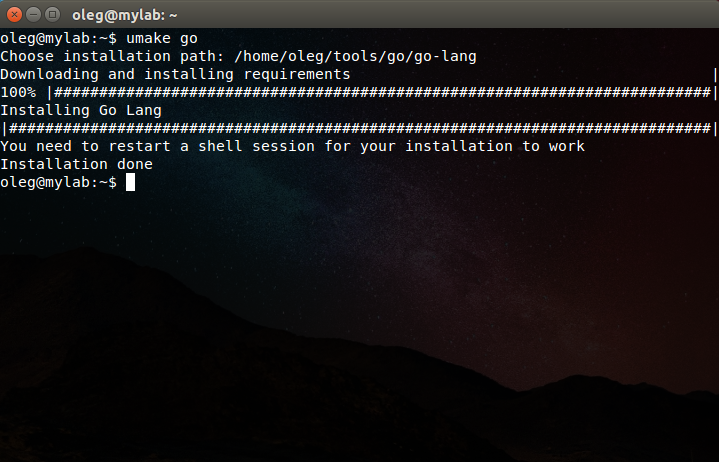 oleg@mylab: ~
oleg@mylab:~$ umake go
Choose installation path: /home/oleg/tools/go/go-lang
Downloading and installing requirements                                        |
100% |#########################################################################|
Installing Go Lang
|##############################################################################|
You need to restart a shell session for your installation to work
Installation done
oleg@mylab:~$